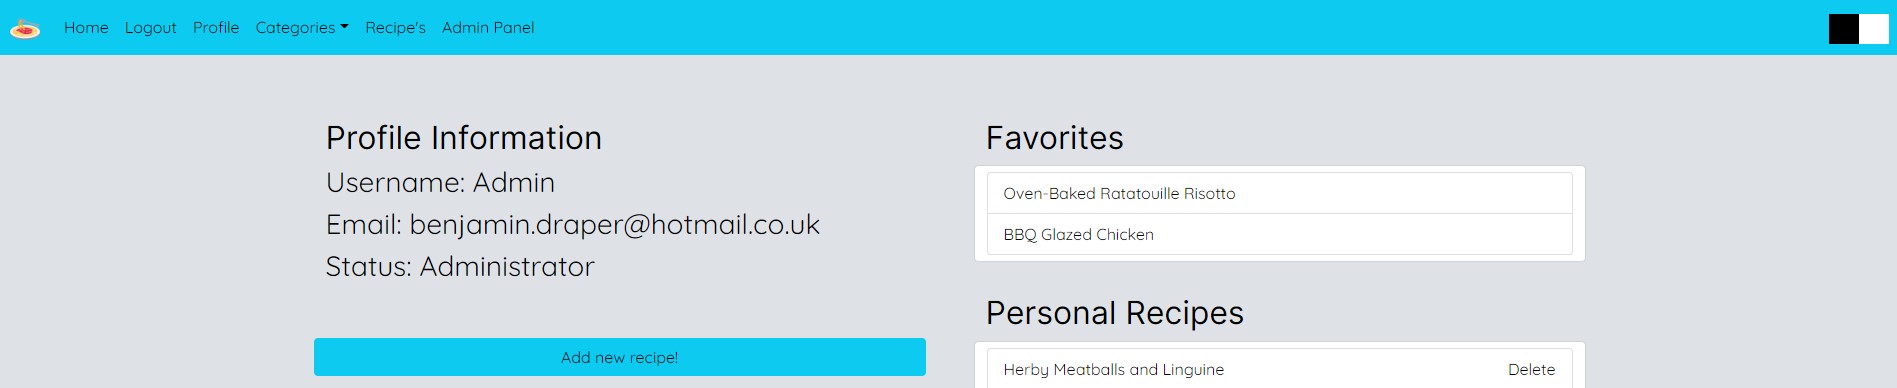 Home Logout Profile Categories Recipe's Admin Panel
Profile Information
Username: Admin
Email: benjamin.draper@hotmail.co.uk
Status: Administrator
Add new recipe!
Favorites
Oven-Baked Ratatouille Risotto
BBQ Glazed Chicken
Personal Recipes
Herby Meatballs and Linguine Delete